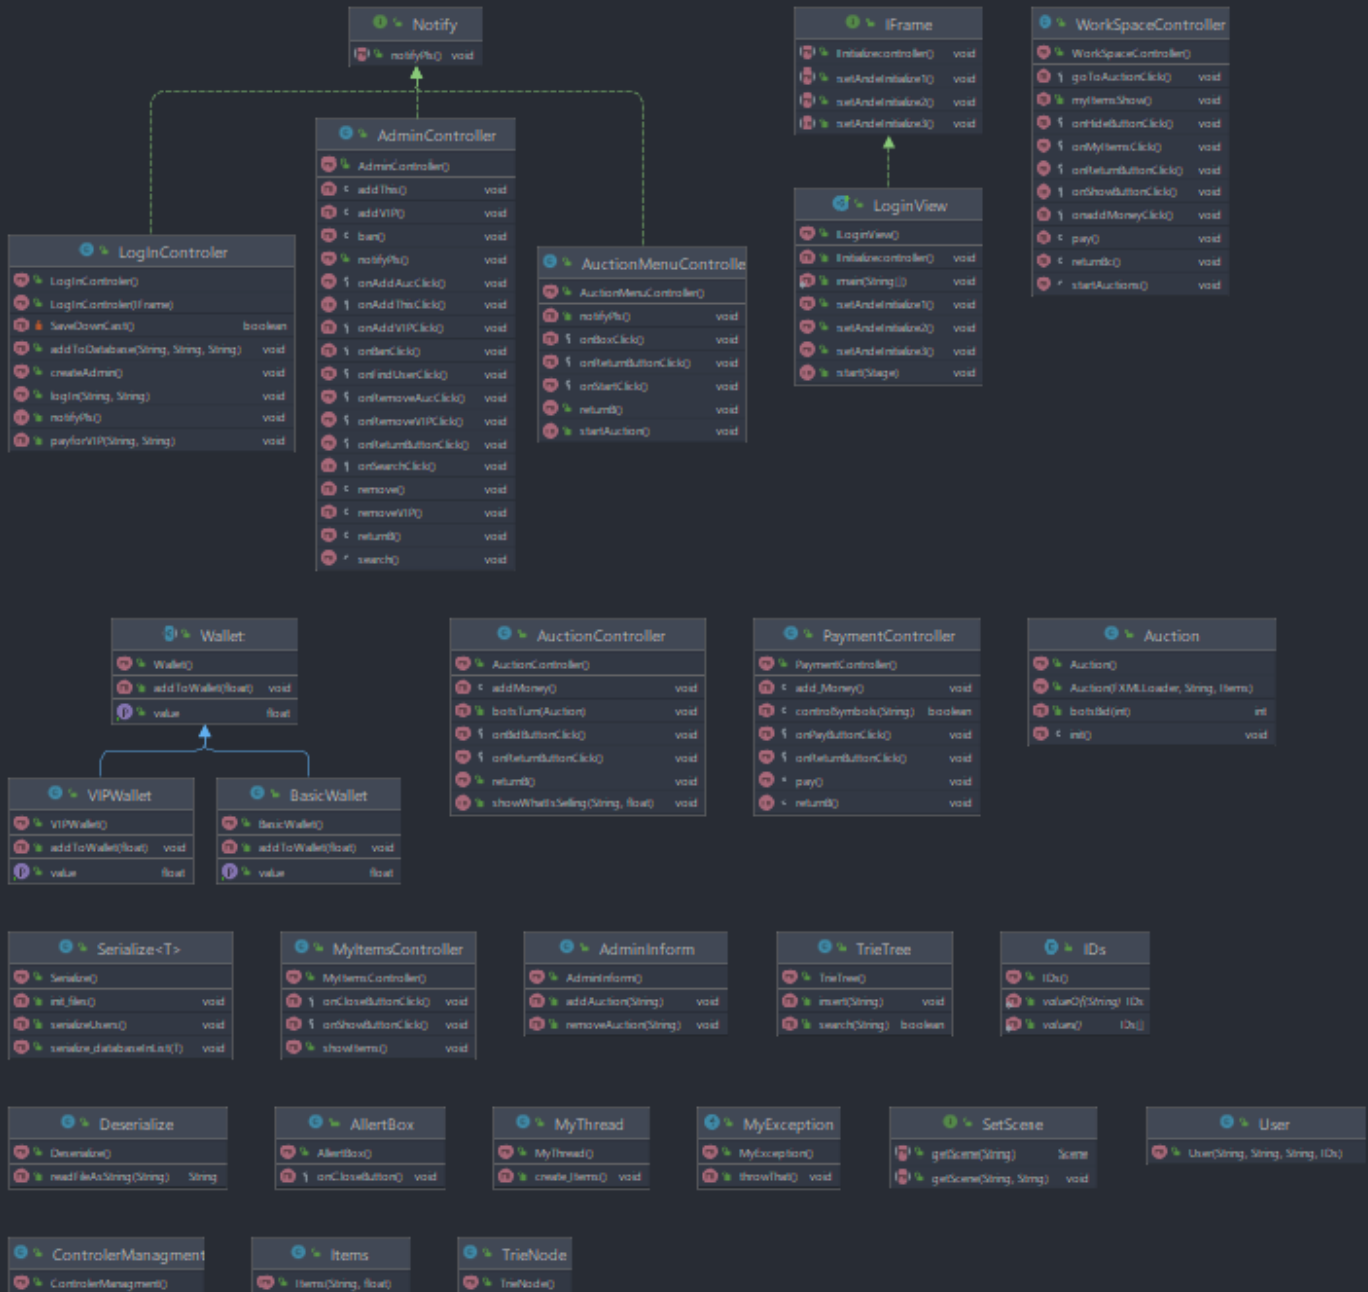 Notify
notifyPls() void
IFrame
Initializecontroller() void
setAndeInitialize1() void
setAndeInitialize2() void
setAndeInitialize3() void
WorkSpaceController
WorkSpaceController()
goToAuctionClick() void
myItemsShow() void
onHideButtonClick() void
onMyItemsClick() void
onReturnButtonClick() void
onShowButtonClick() void
onaddMoneyClick() void
pay() void
returnBc() void
startAuctions() void
AdminController
AdminController()
addThis() void
addVIP() void
ban() void
notifyPls() void
onAddAucClick() void
onAddThisClick() void
onAddVIPClick() void
onBanClick() void
onFindUserClick() void
onRemoveAucClick() void
onRemoveVIPClick() void
onReturnButtonClick() void
onSearchClick() void
remove() void
removeVIP() void
returnB() void
search() void
LoginView
LoginView()
Initializecontroller() void
main(String[]) void
setAndeInitialize1() void
setAndeInitialize2() void
setAndeInitialize3() void
start(Stage) void
LogInControler
LogInControler()
LogInControler(IFrame)
SaveDownCast() boolean
addToDatabase(String, String, String) void
createAdmin() void
logIn(String, String) void
notifyPls() void
payforVIP(String, String) void
AuctionMenuControlle
AuctionMenuController()
notifyPls() void
onBoxClick() void
onReturnButtonClick() void
onStartClick() void
returnB() void
startAuction() void
Wallet
Wallet()
addToWallet(float) void
value float
AuctionController
AuctionController()
addMoney() void
botsTurn(Auction) void
onBidButtonClick() void
onReturnButtonClick() void
returnB() void
showWhatIsSelling(String, float) void
PaymentController
PaymentController()
add_Money() void
controlSymbols(String) boolean
onPayButtonClick() void
onReturnButtonClick() void
pay() void
returnB() void
Auction
Auction()
Auction(FXMLLoader, String, Items)
botsBid(int) int
init() void
VIPWallet
VIPWallet()
addToWallet(float) void
value float
BasicWallet
BasicWallet()
addToWallet(float) void
value float
Serialize<T>
Serialize()
init_files() void
serializeUsers() void
serialize_databaseInList(T) void
MyItemsController
MyItemsController()
onCloseButtonClick() void
onShowButtonClick() void
showItems() void
AdminInform
AdminInform()
addAuction(String) void
removeAuction(String) void
TrieTree
TrieTree()
insert(String) void
search(String) boolean
IDs
IDs()
valueOf(String) IDs
values() IDs[]
Deserialize
Deserialize()
readFileAsString(String) String
AllertBox
AllertBox()
onCloseButton() void
MyThread
MyThread()
create_Items() void
MyException
MyException()
throwThat() void
SetScene
getScene(String) Scene
getScene(String, String) void
User
User(String, String, String, IDs)
ControlerManagment
ControlerManagment()
Items
Items(String, float)
TrieNode
TrieNode()